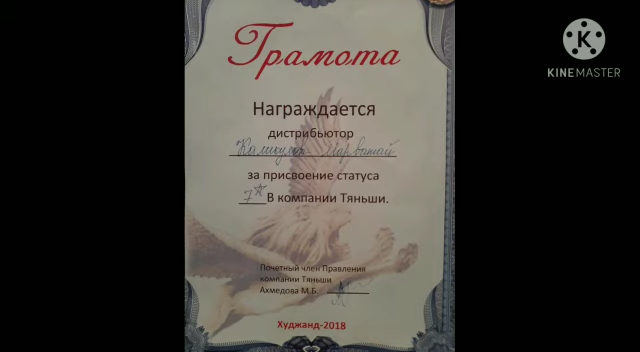 Грамота
KINEMASTER
Награждается
дистрибьютор
за присвоение статуса
7* В компании Тяньши.
Почетный член Правления
компании Тяньши
Ахмедова М.Б.
Худжанд-2018